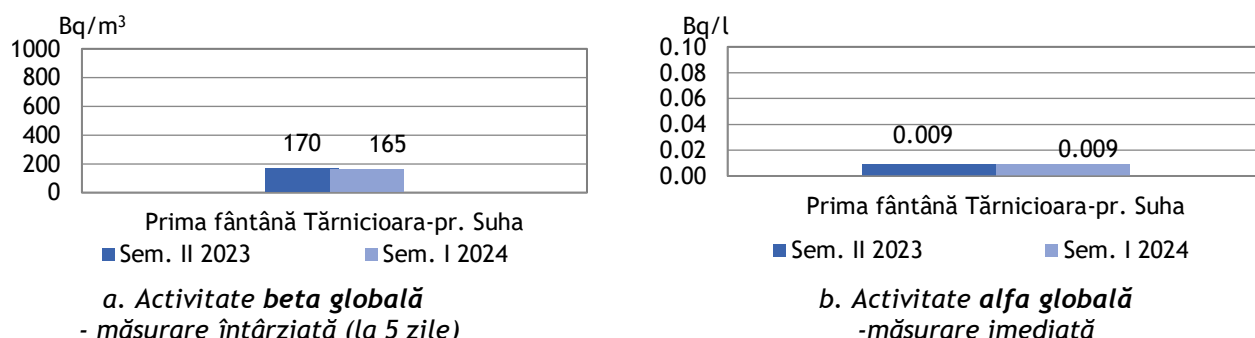 Bq/m³
1000
800
600
400
200
0
170 165
Prima fântână Tărnicioara-pr. Suha
Sem. II 2023 Sem. I 2024
a. Activitate beta globală
- măsurare întârziată (la 5 zile)
Bq/l
0.10
0.08
0.06
0.04
0.02
0.00
0.009 0.009
Prima fântână Tărnicioara-pr. Suha
Sem. II 2023 Sem. I 2024
b. Activitate alfa globală
-măsurare imediată